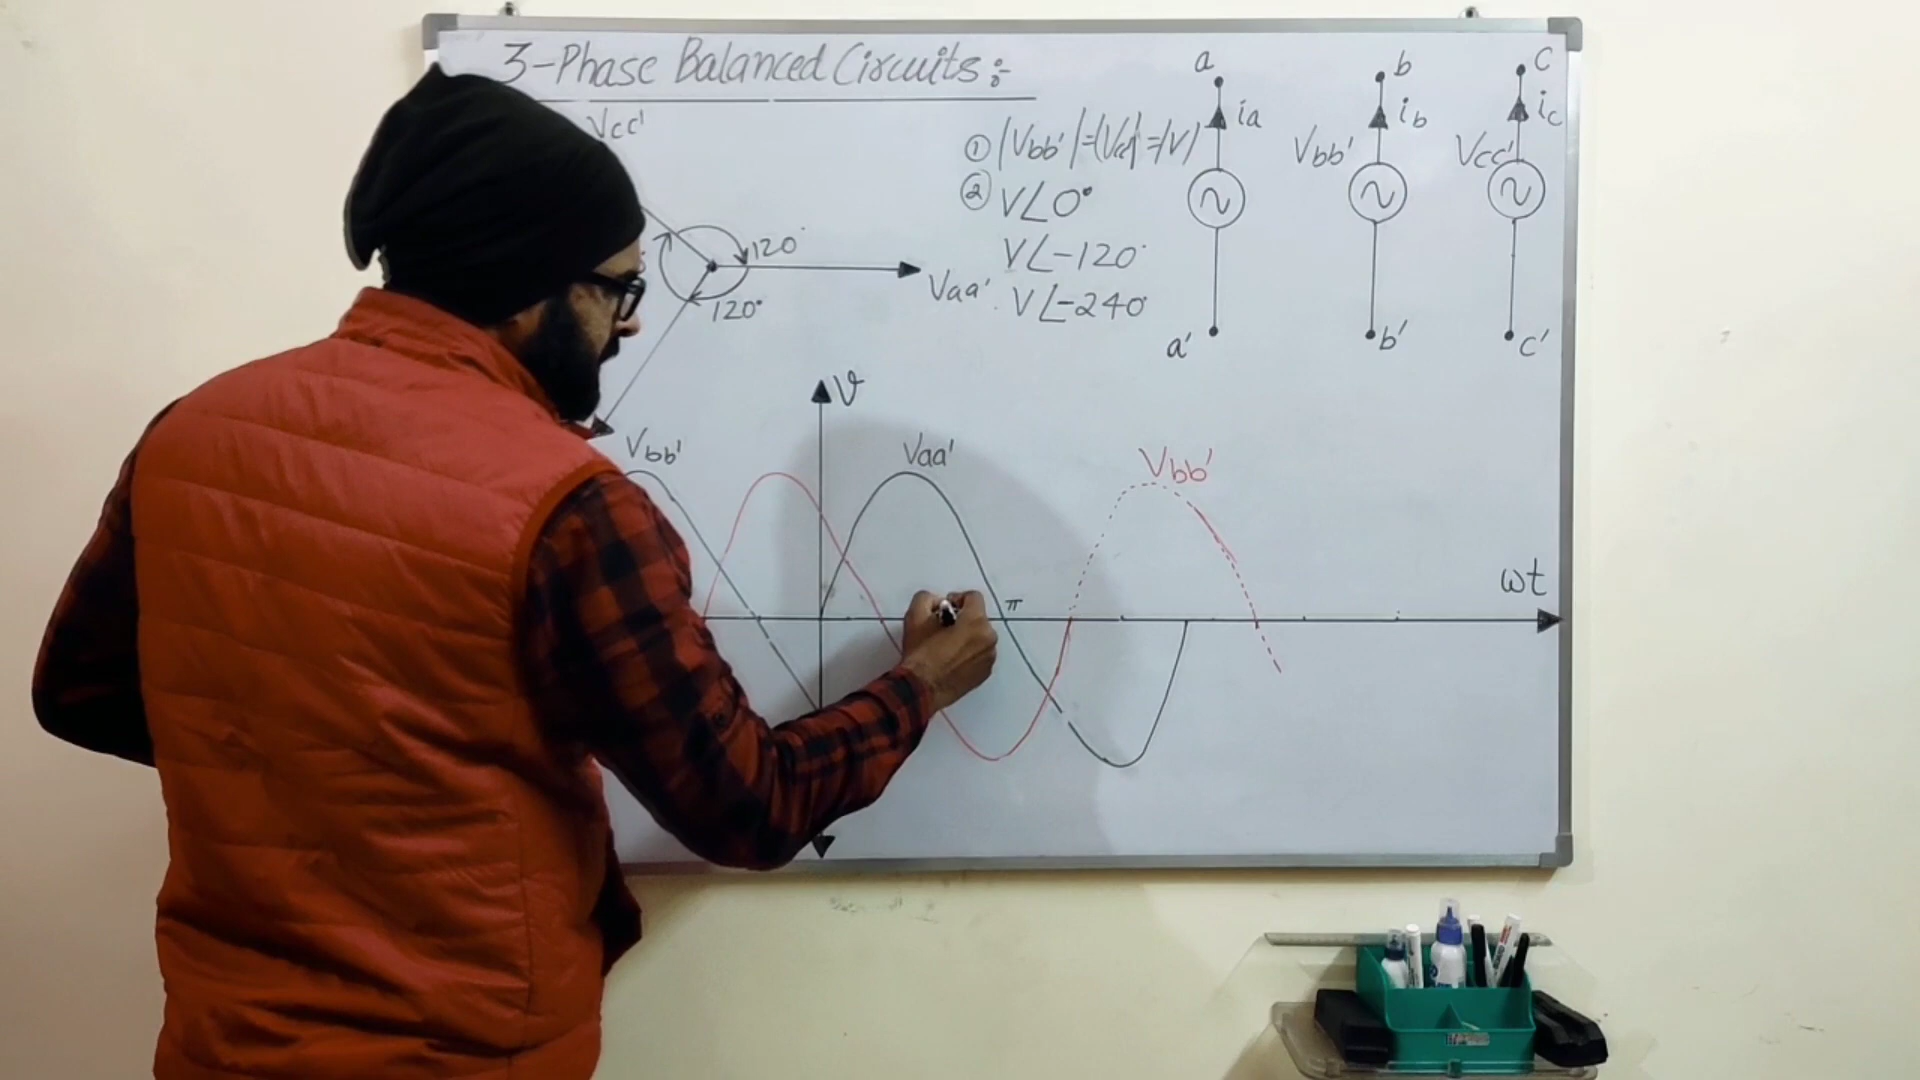 3-Phase Balanced Circuits:-
Vcc'
120°
120°
Vaa'
① |Vbb'|=|Vcc'|=|V|
② V∠0°
V∠-120°
V∠-240°
a
ia
a'
b
ib
Vbb'
b'
c
ic
Vcc'
c'
V
Vbb'
Vaa'
Vbb'
π
ωt